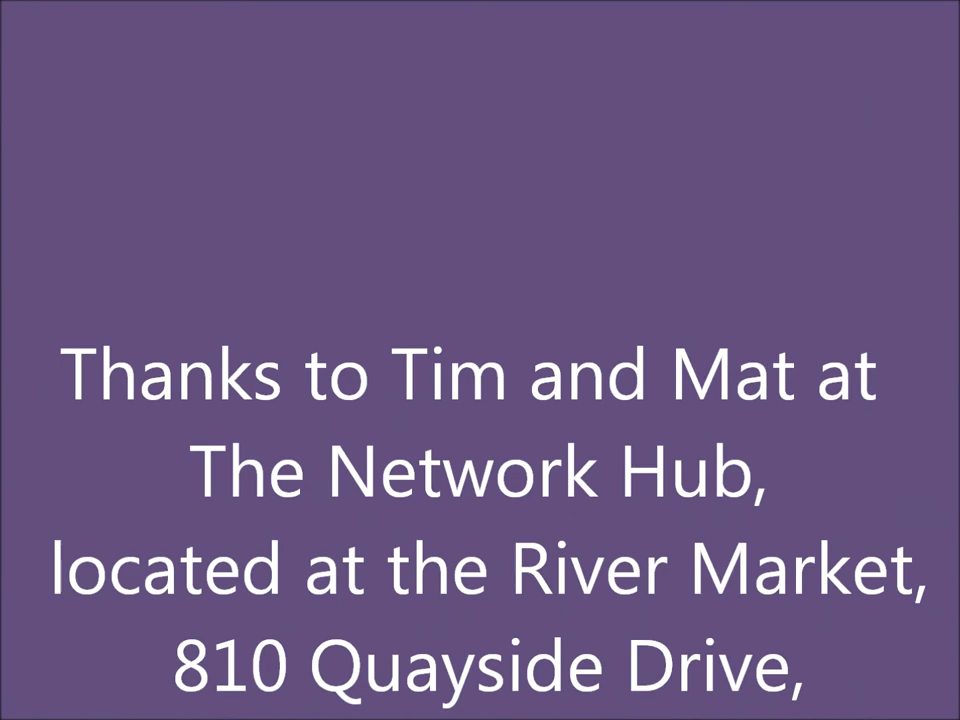 Thanks to Tim and Mat at
The Network Hub,
located at the River Market,
810 Quayside Drive,